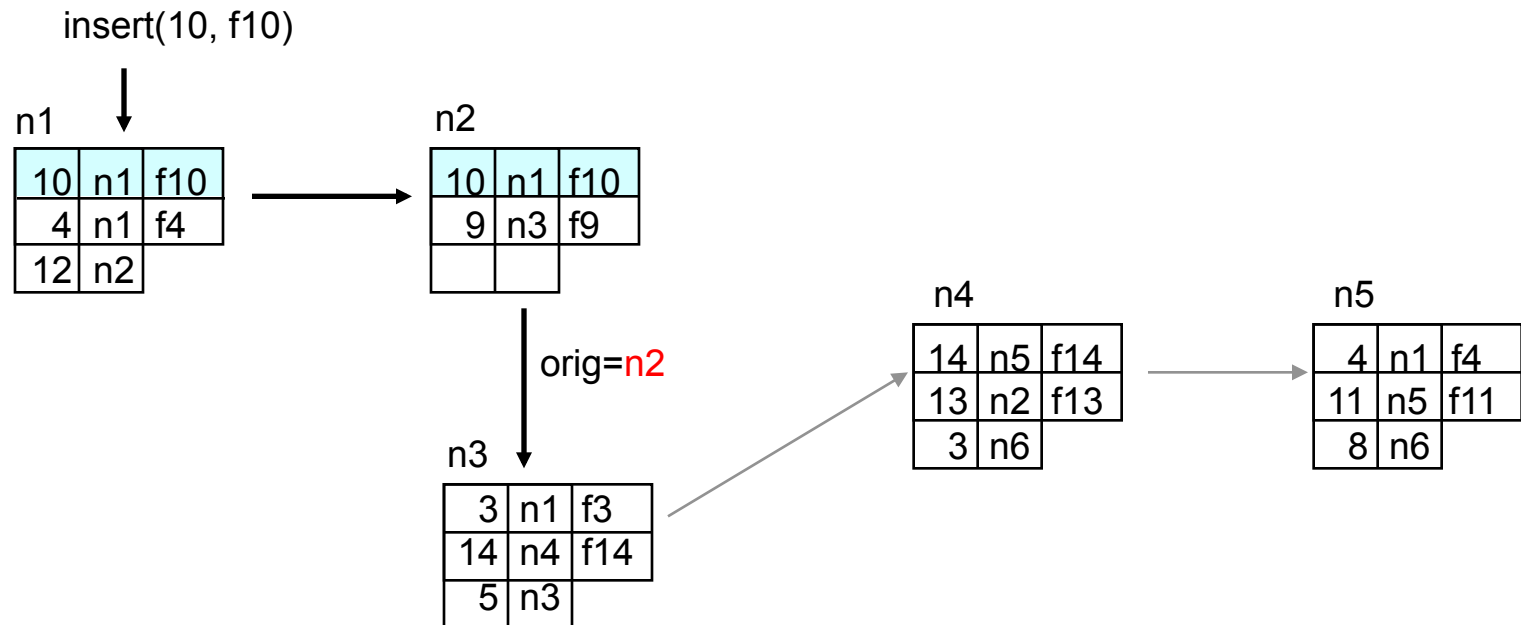 insert(10, f10)
n1
10 n1 f10
4 n1 f4
12 n2
n2
10 n1 f10
9 n3 f9
orig=n2
n3
3 n1 f3
14 n4 f14
5 n3
n4
14 n5 f14
13 n2 f13
3 n6
n5
4 n1 f4
11 n5 f11
8 n6